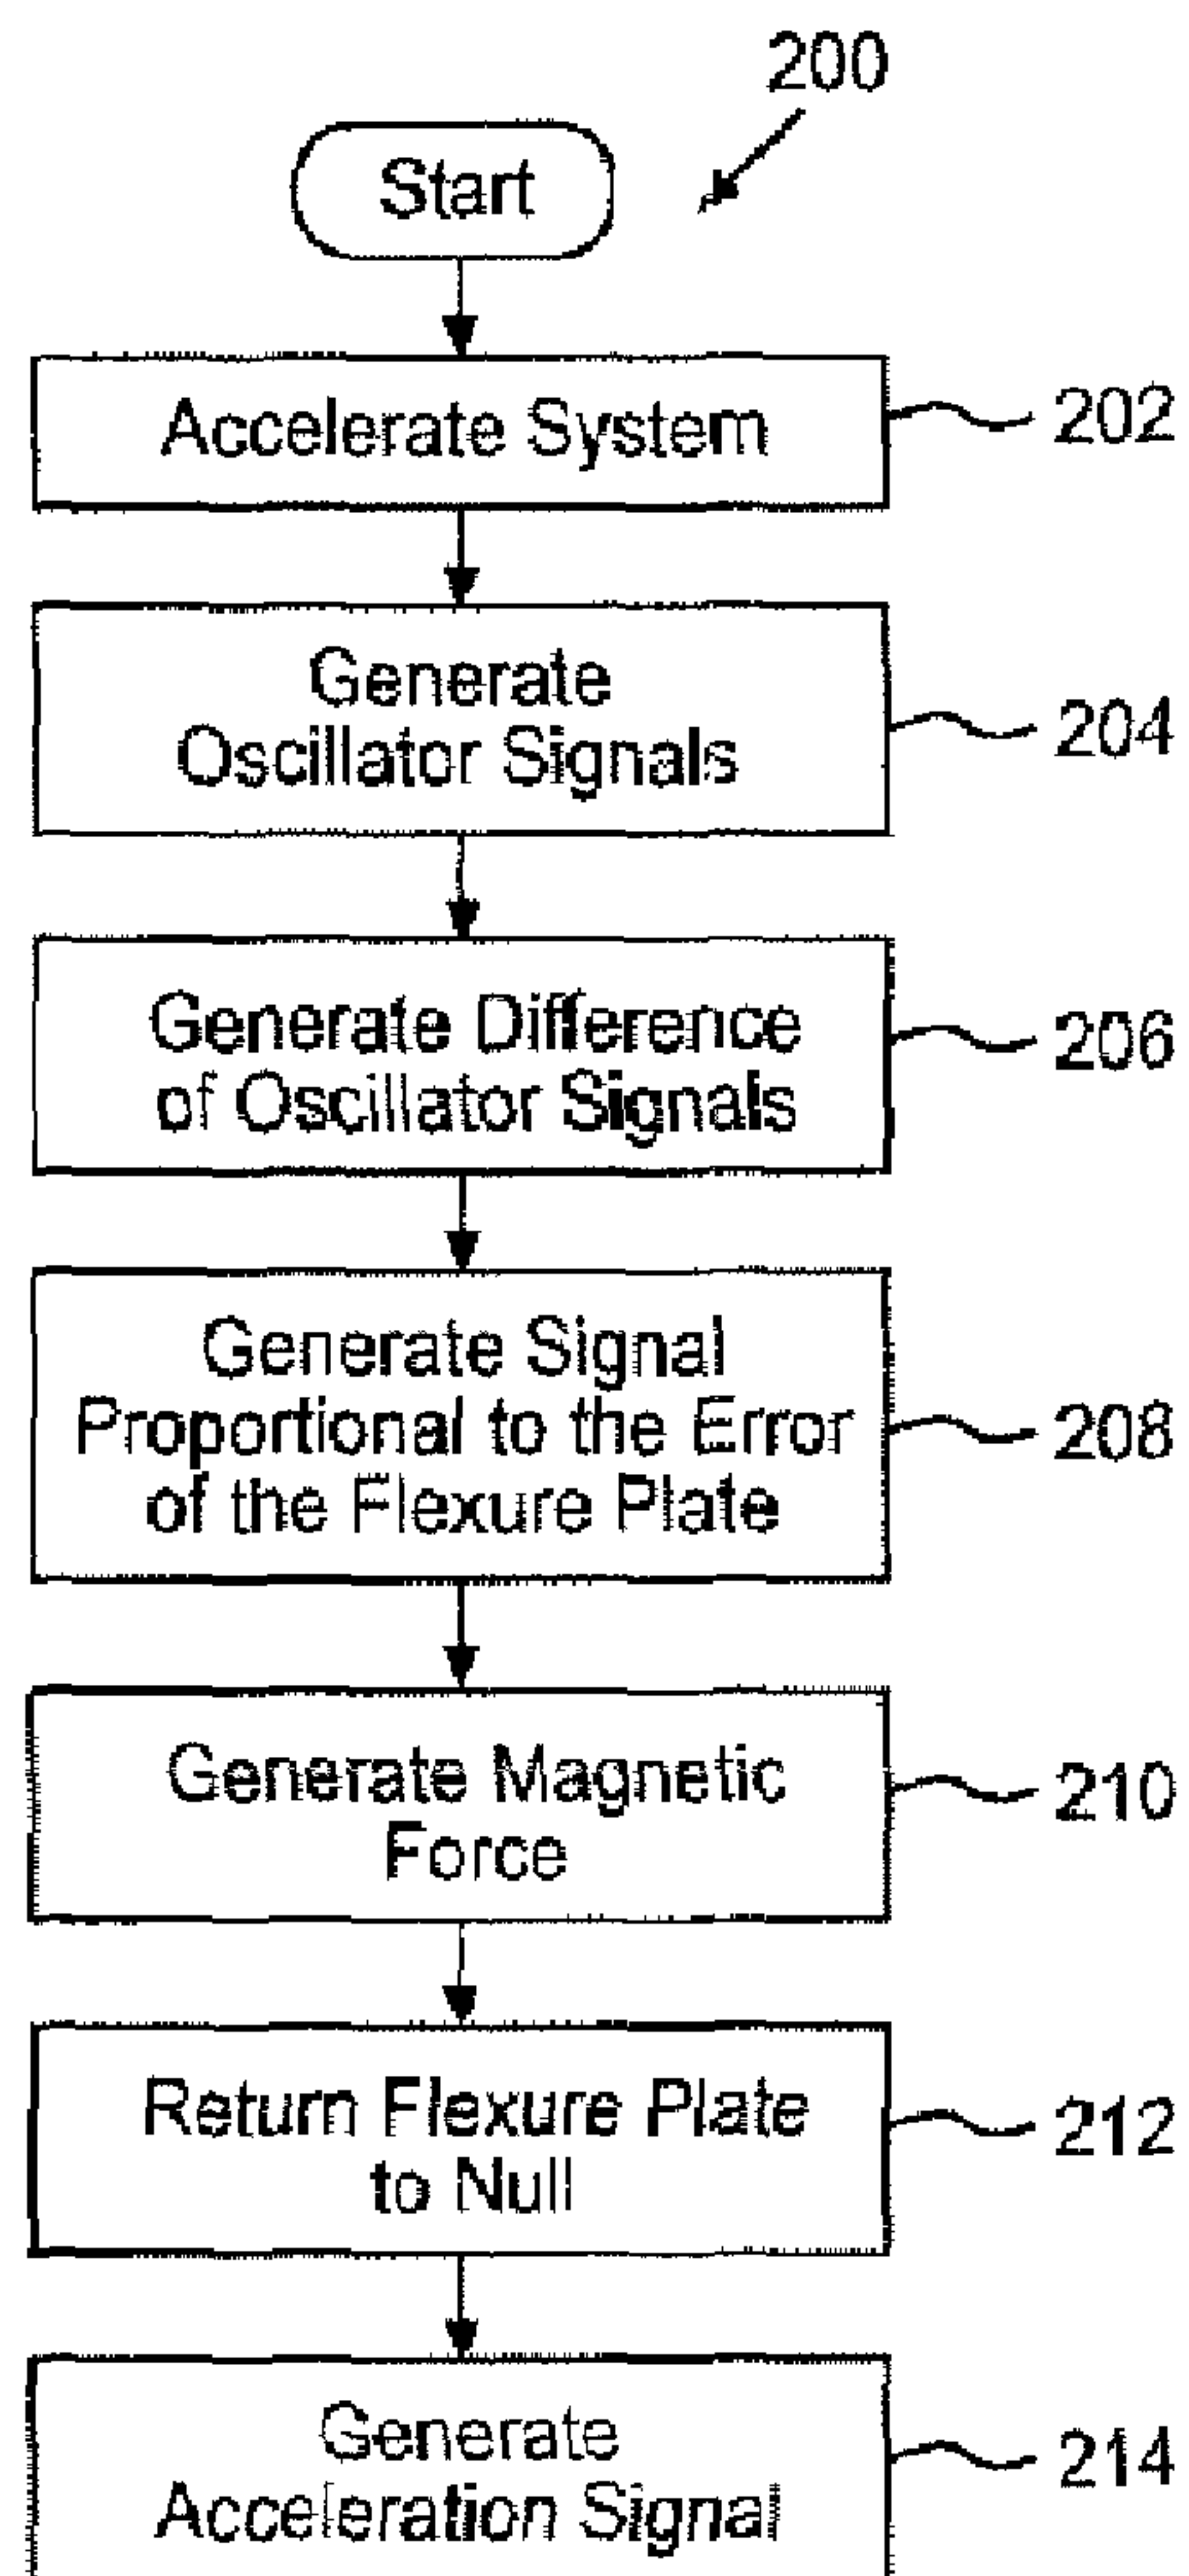 200
Start
Accelerate System
202
Generate
Oscillator Signals
204
Generate Difference
of Oscillator Signals
206
Generate Signal
Proportional to the Error
of the Flexure Plate
208
Generate Magnetic
Force
210
Return Flexure Plate
to Null
212
Generate
Acceleration Signal
214